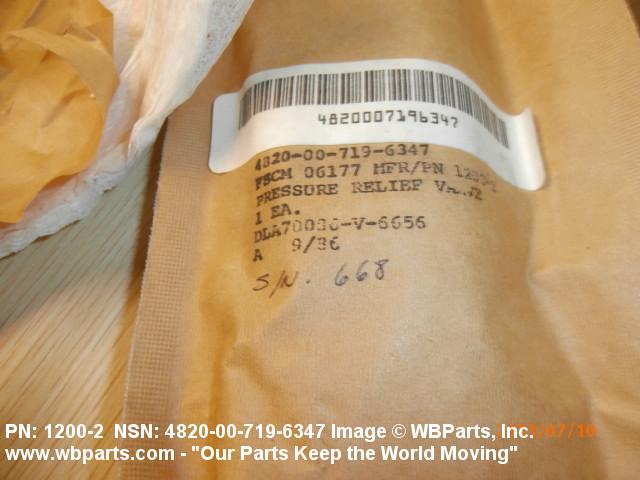 4820007196347
4820-00-719-6347
FSCM 06177 MFR/PN
PRESSURE RELIEF
1 EA.
A 9/86
S/N. 668
PN: 1200-2 NSN: 4820-00-719-6347 Image © WBParts, Inc.
www.wbparts.com - "Our Parts Keep the World Moving"